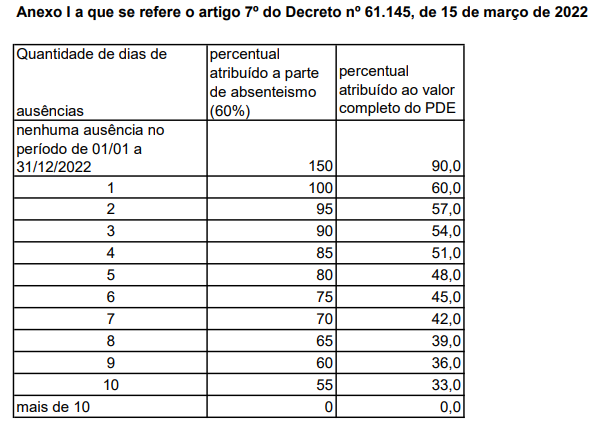 Anexo I a que se refere o artigo 7º do Decreto nº 61.145, de 15 de março de 2022
Quantidade de dias de
ausências
percentual
atribuído a parte
de absenteismo
(60%)
percentual
atribuído ao valor
completo do PDE
nenhuma ausência no
período de 01/01 a
31/12/2022 150 90,0
1 100 60,0
2 95 57,0
3 90 54,0
4 85 51,0
5 80 48,0
6 75 45,0
7 70 42,0
8 65 39,0
9 60 36,0
10 55 33,0
mais de 10 0 0,0